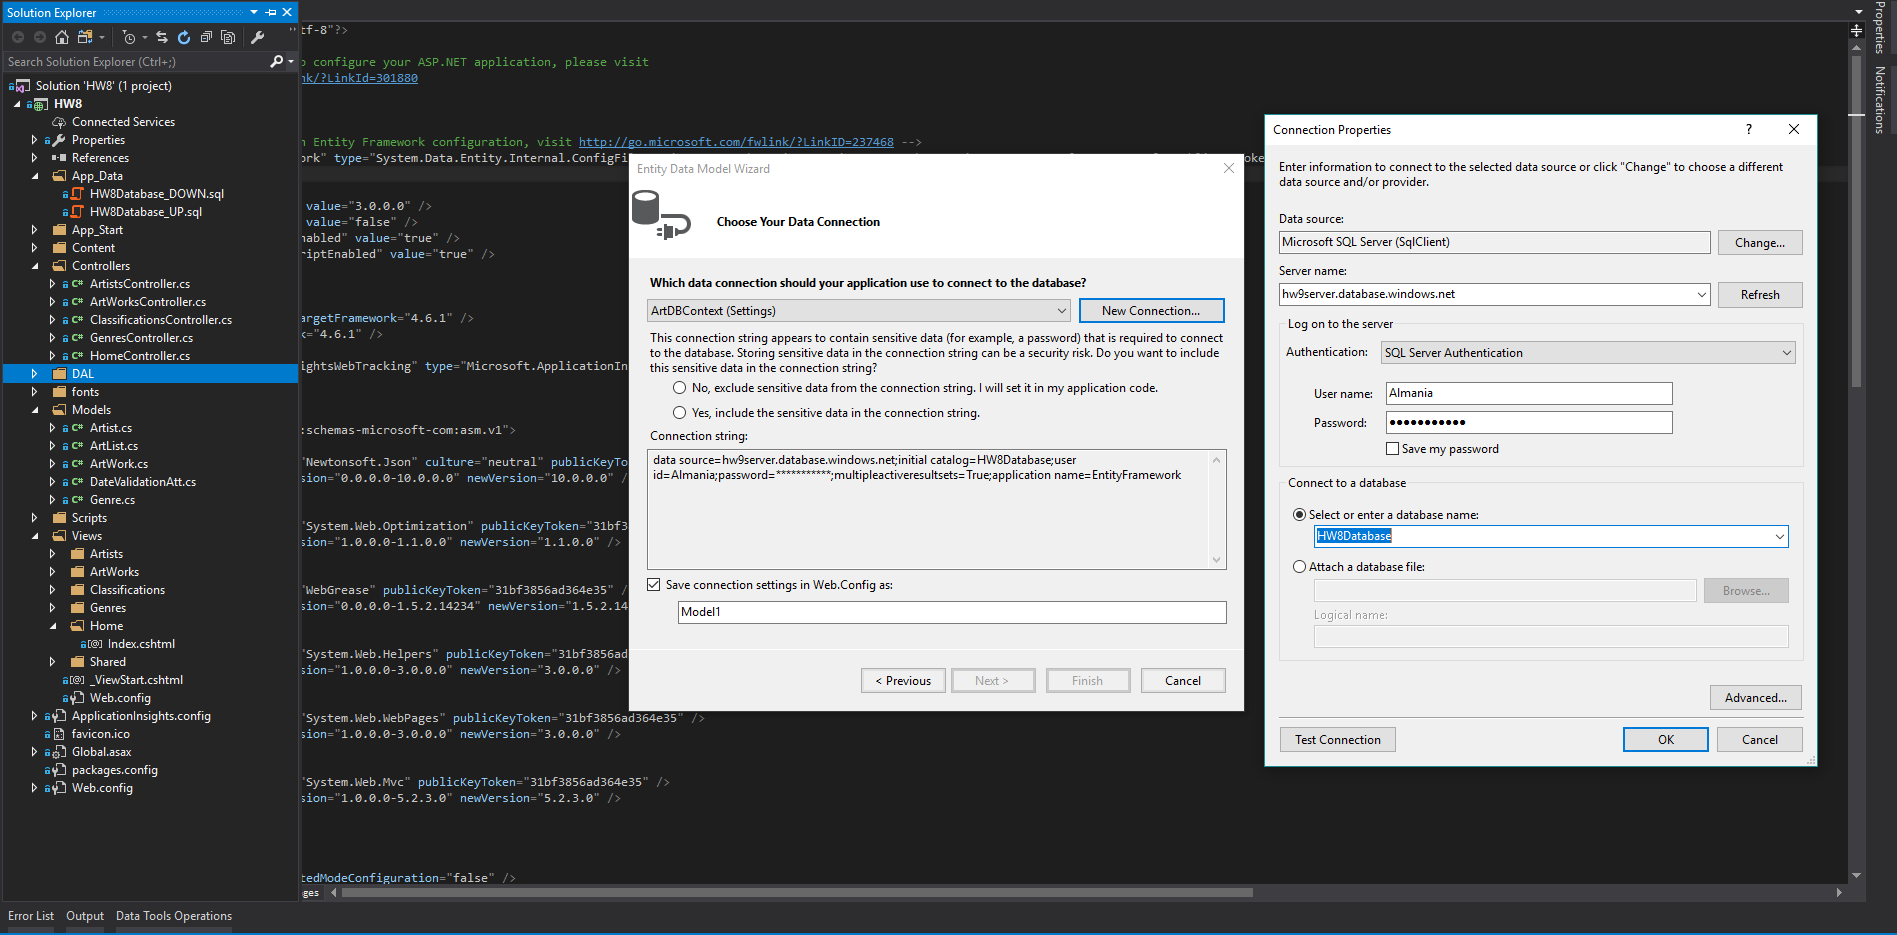 Solution Explorer
Search Solution Explorer (Ctrl+;)
Solution 'HW8' (1 project)
HW8
Connected Services
Properties
References
App_Data
HW8Database_DOWN.sql
HW8Database_UP.sql
App_Start
Content
Controllers
ArtistsController.cs
ArtWorksController.cs
ClassificationsController.cs
GenresController.cs
HomeController.cs
DAL
fonts
Models
Artist.cs
ArtList.cs
ArtWork.cs
DateValidationAtt.cs
Genre.cs
Scripts
Views
Artists
ArtWorks
Classifications
Genres
Home
Index.cshtml
Shared
_ViewStart.cshtml
Web.config
ApplicationInsights.config
favicon.ico
Global.asax
packages.config
Web.config
Error List Output Data Tools Operations
tf-8"?>
o configure your ASP.NET application, please visit
nk/?LinkId=301880
n Entity Framework configuration, visit http://go.microsoft.com/fwlink/?LinkID=237468 -->
ork" type="System.Data.Entity.Internal.ConfigFi
oke
value="3.0.0.0" />
value="false" />
nabled" value="true" />
riptEnabled" value="true" />
argetFramework="4.6.1" />
k="4.6.1" />
ightsWebTracking" type="Microsoft.ApplicationIn
:schemas-microsoft-com:asm.v1">
"Newtonsoft.Json" culture="neutral" publicKeyTo
sion="0.0.0.0-10.0.0.0" newVersion="10.0.0.0" />
"System.Web.Optimization" publicKeyToken="31bf3
sion="1.0.0.0-1.1.0.0" newVersion="1.1.0.0" />
"WebGrease" publicKeyToken="31bf3856ad364e35" />
sion="0.0.0.0-1.5.2.14234" newVersion="1.5.2.14
"System.Web.Helpers" publicKeyToken="31bf3856ad
sion="1.0.0.0-3.0.0.0" newVersion="3.0.0.0" />
"System.Web.WebPages" publicKeyToken="31bf3856ad364e35" />
sion="1.0.0.0-3.0.0.0" newVersion="3.0.0.0" />
"System.Web.Mvc" publicKeyToken="31bf3856ad364e35" />
sion="1.0.0.0-5.2.3.0" newVersion="5.2.3.0" />
tedModeConfiguration="false" />
ges
Entity Data Model Wizard
Choose Your Data Connection
Which data connection should your application use to connect to the database?
ArtDBContext (Settings)
New Connection...
This connection string appears to contain sensitive data (for example, a password) that is required to connect
to the database. Storing sensitive data in the connection string can be a security risk. Do you want to include
this sensitive data in the connection string?
No, exclude sensitive data from the connection string. I will set it in my application code.
Yes, include the sensitive data in the connection string.
Connection string:
data source=hw9server.database.windows.net;initial catalog=HW8Database;user
id=Almania;password=***********;multipleactiveresultsets=True;application name=EntityFramework
Save connection settings in Web.Config as:
Model1
< Previous
Next >
Finish
Cancel
Connection Properties
?
Enter information to connect to the selected data source or click "Change" to choose a different
data source and/or provider.
Data source:
Microsoft SQL Server (SqlClient)
Change...
Server name:
hw9server.database.windows.net
Refresh
Log on to the server
Authentication: SQL Server Authentication
User name: Almania
Password: ●●●●●●●●●●●
Save my password
Connect to a database
Select or enter a database name:
HW8Database
Attach a database file:
Browse...
Logical name:
Advanced...
Test Connection
OK
Cancel
Properties
Notifications